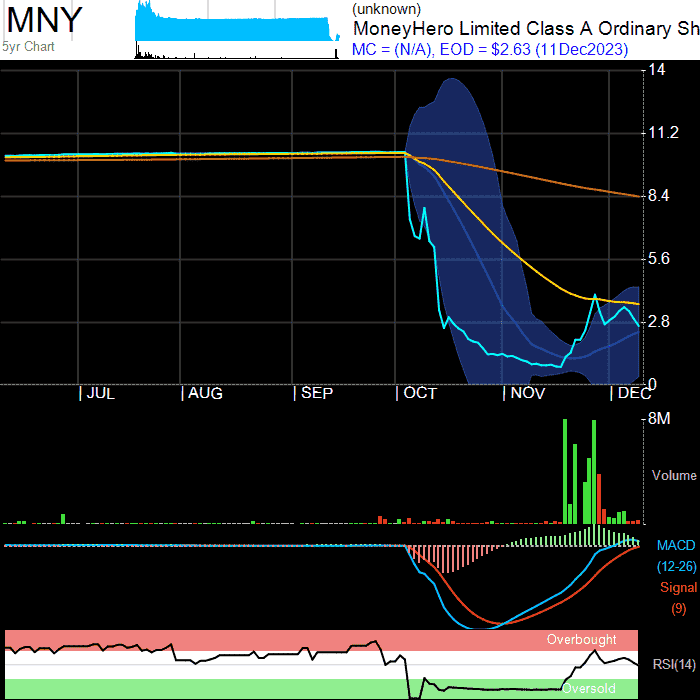 MNY
5yr Chart
(unknown)
MoneyHero Limited Class A Ordinary Sh
MC = (N/A), EOD = $2.63 (11Dec2023)
14
11.2
8.4
5.6
2.8
0
JUL AUG SEP OCT NOV DEC
8M
Volume
MACD
(12-26)
Signal
(9)
Overbought
RSI(14)
Oversold